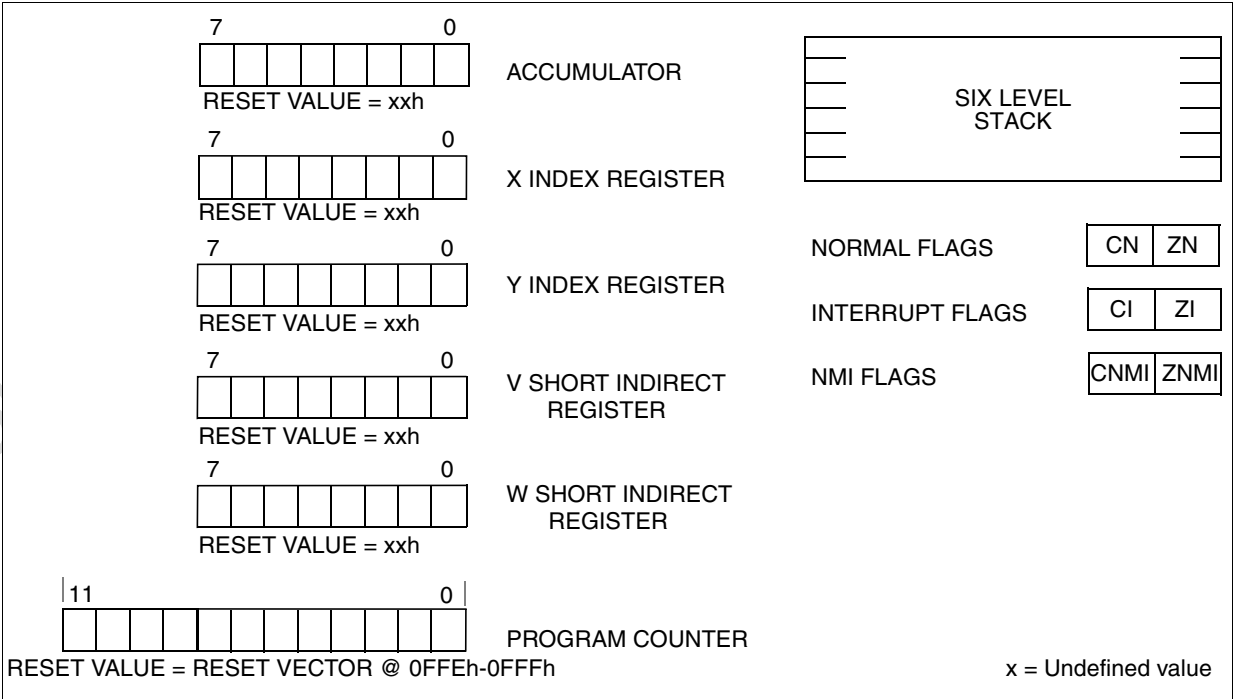 7 0
ACCUMULATOR
RESET VALUE = xxh
7 0
X INDEX REGISTER
RESET VALUE = xxh
7 0
Y INDEX REGISTER
RESET VALUE = xxh
7 0
V SHORT INDIRECT
REGISTER
RESET VALUE = xxh
7 0
W SHORT INDIRECT
REGISTER
RESET VALUE = xxh
11 0
PROGRAM COUNTER
RESET VALUE = RESET VECTOR @ 0FFEh-0FFFh
SIX LEVEL
STACK
NORMAL FLAGS CN ZN
INTERRUPT FLAGS CI ZI
NMI FLAGS CNMI ZNMI
x = Undefined value